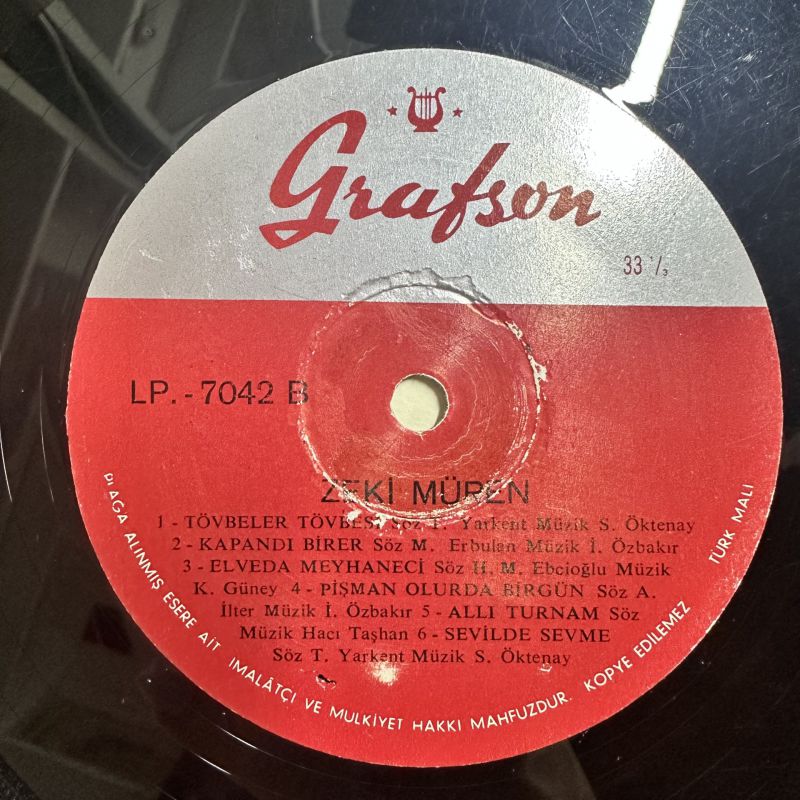 Grafson
33 1/3
LP. - 7042 B
ZEKİ MÜREN
1 - TÖVBELER TÖVBESİ Söz T. Yarkent Müzik S. Öktenay
2 - KAPANDI BİRER Söz M. Erbulan Müzik İ. Özbakır
3 - ELVEDA MEYHANECİ Söz H. M. Ebcioğlu Müzik
K. Güney 4 - PİŞMAN OLURDA BİRGÜN Söz A.
İlter Müzik İ. Özbakır 5 - ALLI TURNAM Söz
Müzik Hacı Taşhan 6 - SEVİLDE SEVME
Söz T. Yarkent Müzik S. Öktenay
PLAĞA ALINMIŞ ESERE AİT İMALÂTÇI VE MULKİYET HAKKI MAHFUZDUR. KOPYE EDILEMEZ TÜRK MALI